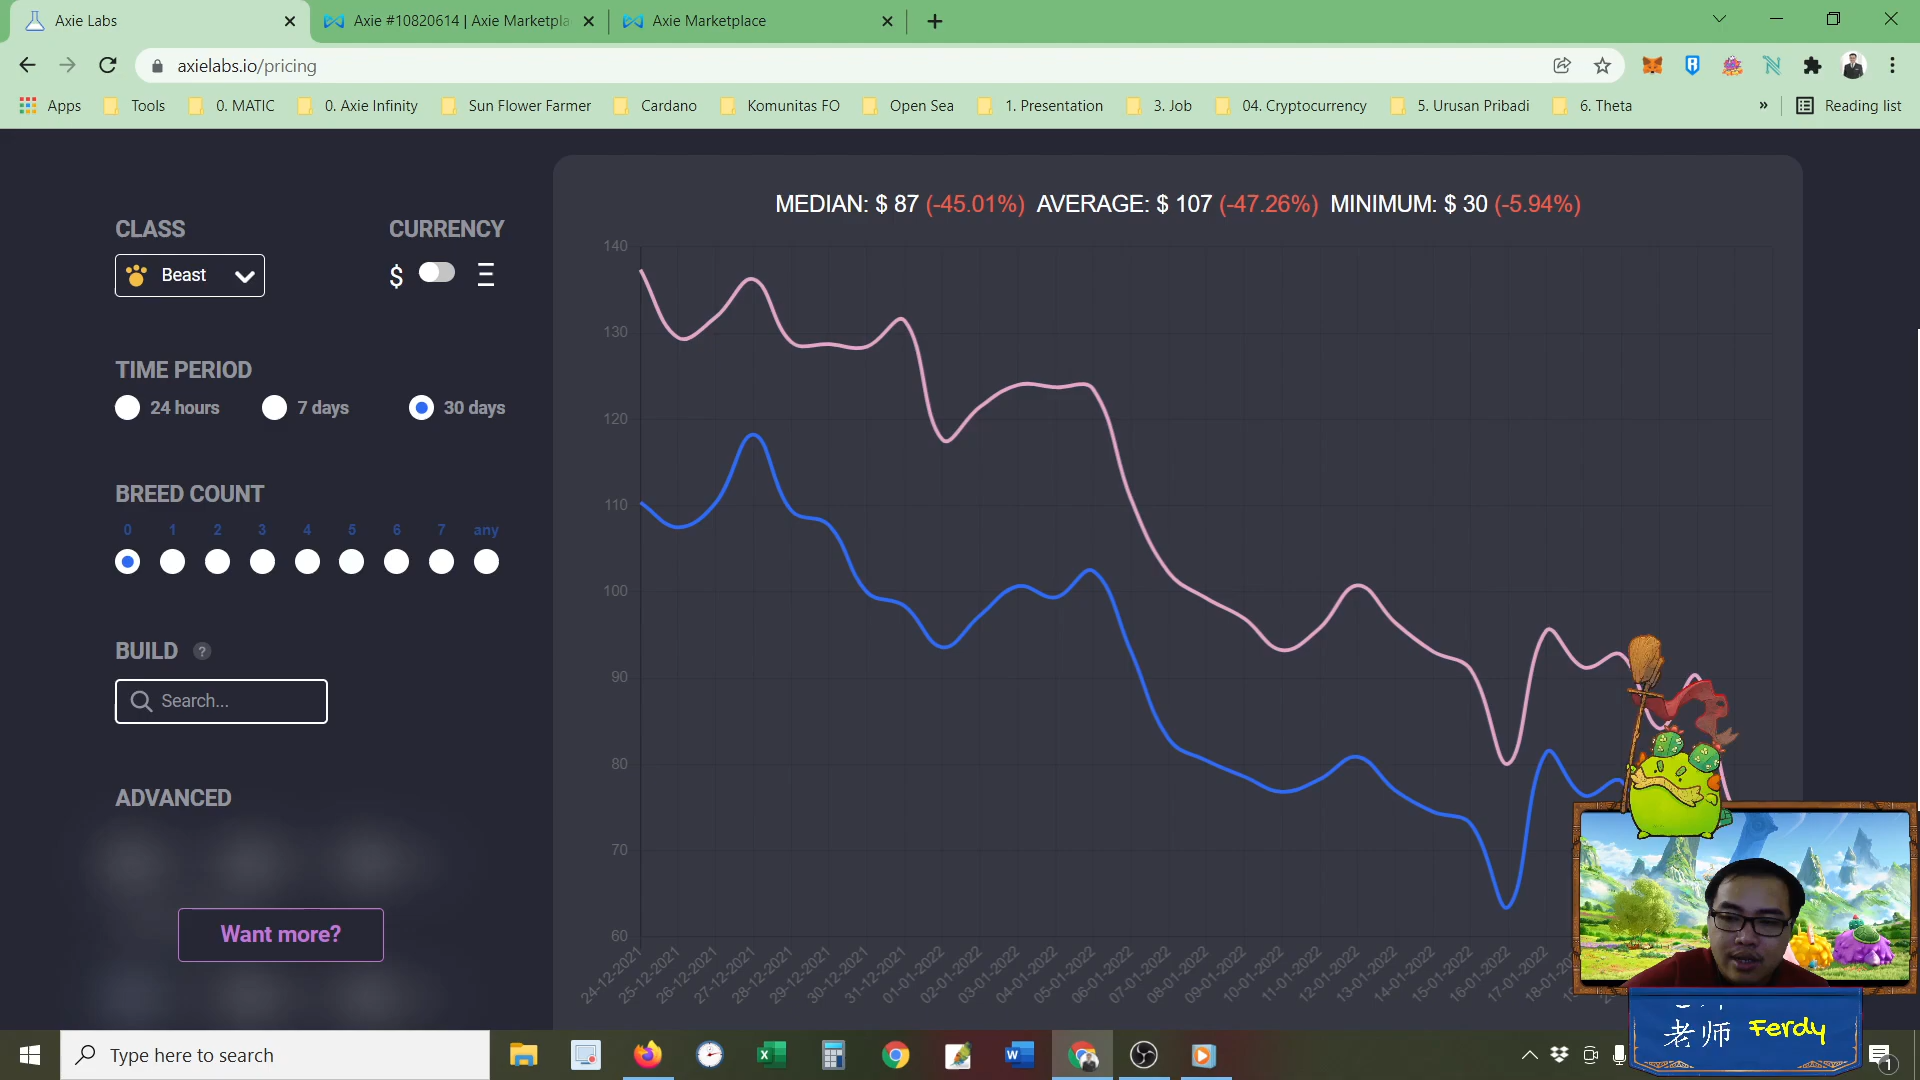 Axie Labs
Axie #10820614 | Axie Marketpla
Axie Marketplace
axielabs.io/pricing
Apps
Tools
0. MATIC
0. Axie Infinity
Sun Flower Farmer
Cardano
Komunitas FO
Open Sea
1. Presentation
3. Job
04. Cryptocurrency
5. Urusan Pribadi
6. Theta
»
Reading list
MEDIAN: $ 87 (-45.01%) AVERAGE: $ 107 (-47.26%) MINIMUM: $ 30 (-5.94%)
CLASS
CURRENCY
Beast
$
TIME PERIOD
24 hours
7 days
30 days
BREED COUNT
0 1 2 3 4 5 6 7 any
BUILD ?
Search...
ADVANCED
Want more?
140
130
120
110
100
90
80
70
60
24-12-2021
25-12-2021
26-12-2021
27-12-2021
28-12-2021
29-12-2021
30-12-2021
31-12-2021
01-01-2022
02-01-2022
03-01-2022
04-01-2022
05-01-2022
06-01-2022
07-01-2022
08-01-2022
09-01-2022
10-01-2022
11-01-2022
12-01-2022
13-01-2022
14-01-2022
15-01-2022
16-01-2022
17-01-2022
老师 Ferdy
Type here to search
1